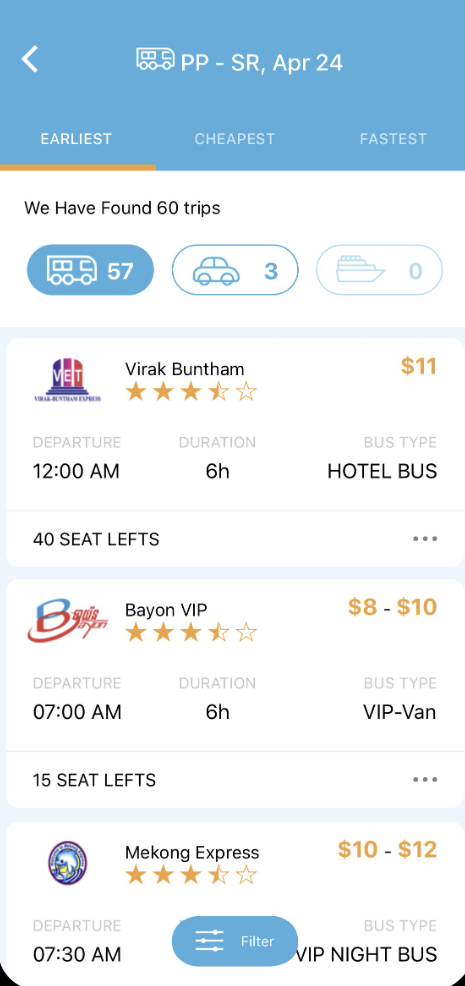 PP - SR, Apr 24
EARLIEST CHEAPEST FASTEST
We Have Found 60 trips
57 3 0
VET
VIRAK-BUNTHAM EXPRESS
Virak Buntham $11
DEPARTURE DURATION BUS TYPE
12:00 AM 6h HOTEL BUS
40 SEAT LEFTS
Bayon
Bayon VIP $8 - $10
DEPARTURE DURATION BUS TYPE
07:00 AM 6h VIP-Van
15 SEAT LEFTS
Mekong Express $10 - $12
DEPARTURE BUS TYPE
07:30 AM VIP NIGHT BUS
Filter